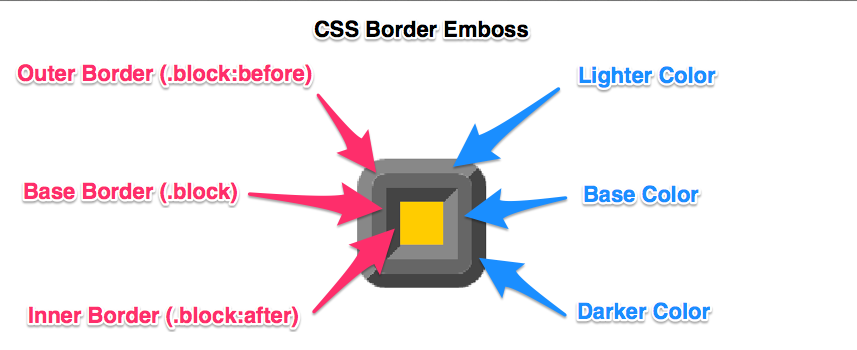 CSS Border Emboss
Outer Border (.block:before)
Lighter Color
Base Border (.block)
Base Color
Inner Border (.block:after)
Darker Color